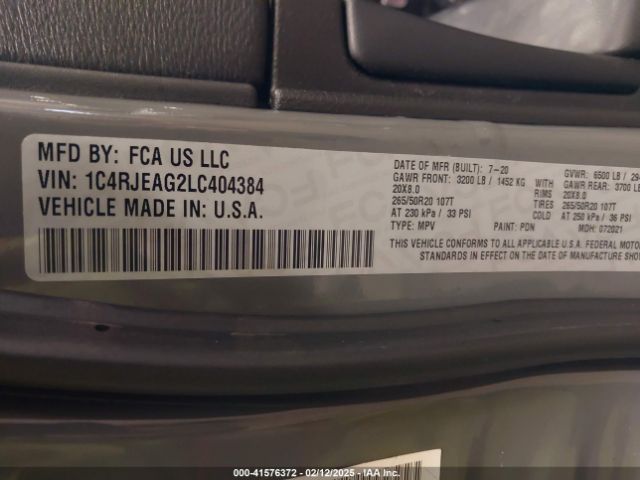 MFD BY: FCA US LLC
VIN: 1C4RJEAG2LC404384
VEHICLE MADE IN: U.S.A.
DATE OF MFR (BUILT): 7-20 GVWR: 6500 LB / 294
GAWR FRONT: 3200 LB / 1452 KG GAWR REAR: 3700 LB
20X8.0 RIMS 20X8.0
265/50R20 107T TIRES 265/50R20 107T
AT 230 kPa / 33 PSI COLD AT 250 kPa / 36 PSI
TYPE: MPV PAINT: PDN MDH: 072021
THIS VEHICLE CONFORMS TO ALL APPLICABLE U.S.A. FEDERAL MOTOR
STANDARDS IN EFFECT ON THE DATE OF MANUFACTURE SHOWN
000-41576372 - 02/12/2025 - IAA Inc.